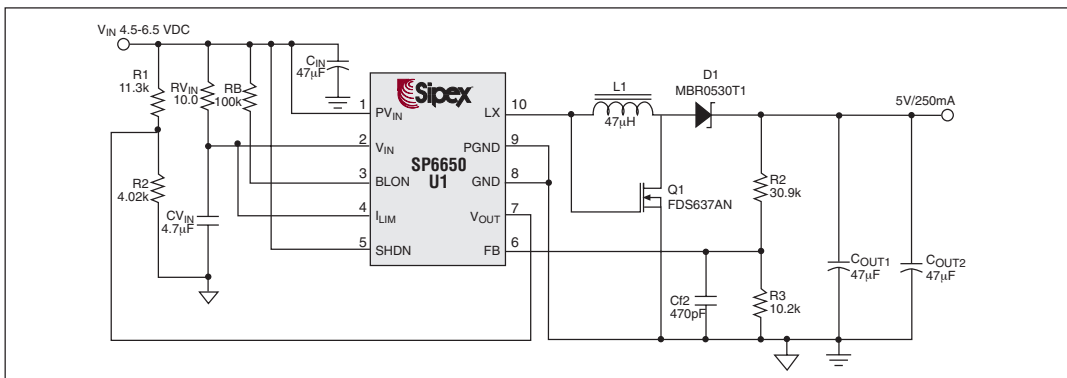 VIN 4.5-6.5 VDC
R1
11.3k
RVIN
10.0
RB
100k
CIN
47µF
R2
4.02k
CVIN
4.7µF
Sipex
SP6650
U1
1
PVIN
2
VIN
3
BLON
4
ILIM
5
SHDN
LX
10
PGND
9
GND
8
VOUT
7
FB
6
L1
47µH
D1
MBR0530T1
5V/250mA
Q1
FDS637AN
R2
30.9k
Cf2
470pF
R3
10.2k
COUT1
47µF
COUT2
47µF